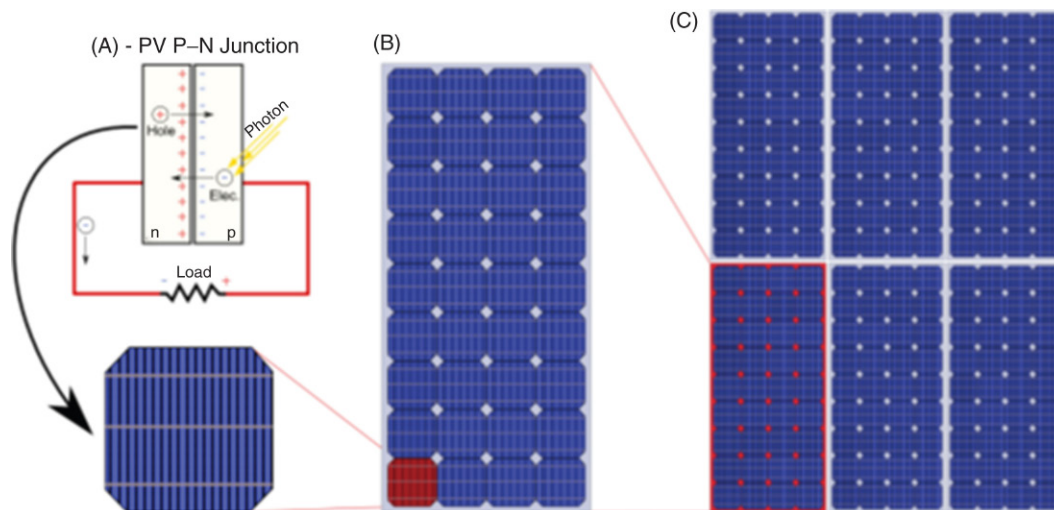 (A) - PV P–N Junction
(B)
(C)
Photon
Hole
Elec.
n
p
Load